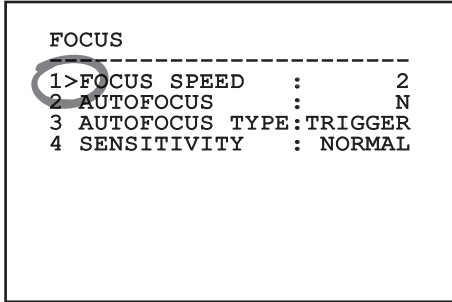 FOCUS
------------------------
1>FOCUS SPEED   :       2
2 AUTOFOCUS     :       N
3 AUTOFOCUS TYPE:TRIGGER
4 SENSITIVITY   : NORMAL